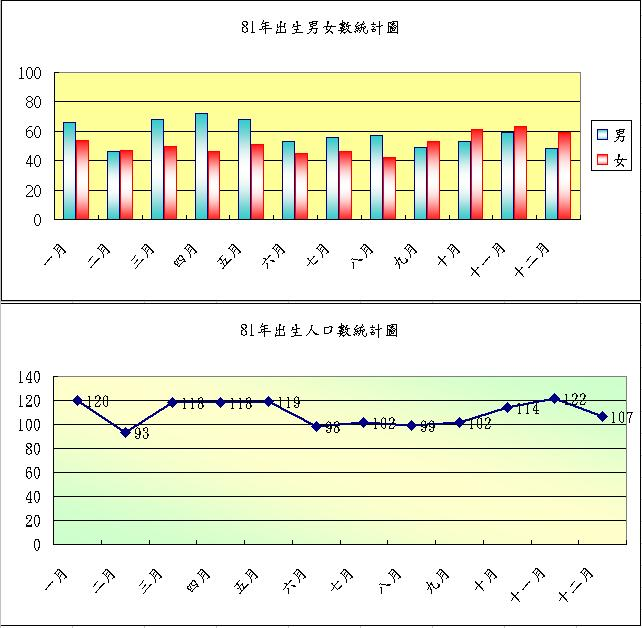 81年出生男女數統計圖
100
80
60
40
20
0
一月 二月 三月 四月 五月 六月 七月 八月 九月 十月 十一月 十二月
男
女
81年出生人口數統計圖
140
120
100
80
60
40
20
0
120 93 118 118 119 98 102 99 102 114 122 107
一月 二月 三月 四月 五月 六月 七月 八月 九月 十月 十一月 十二月